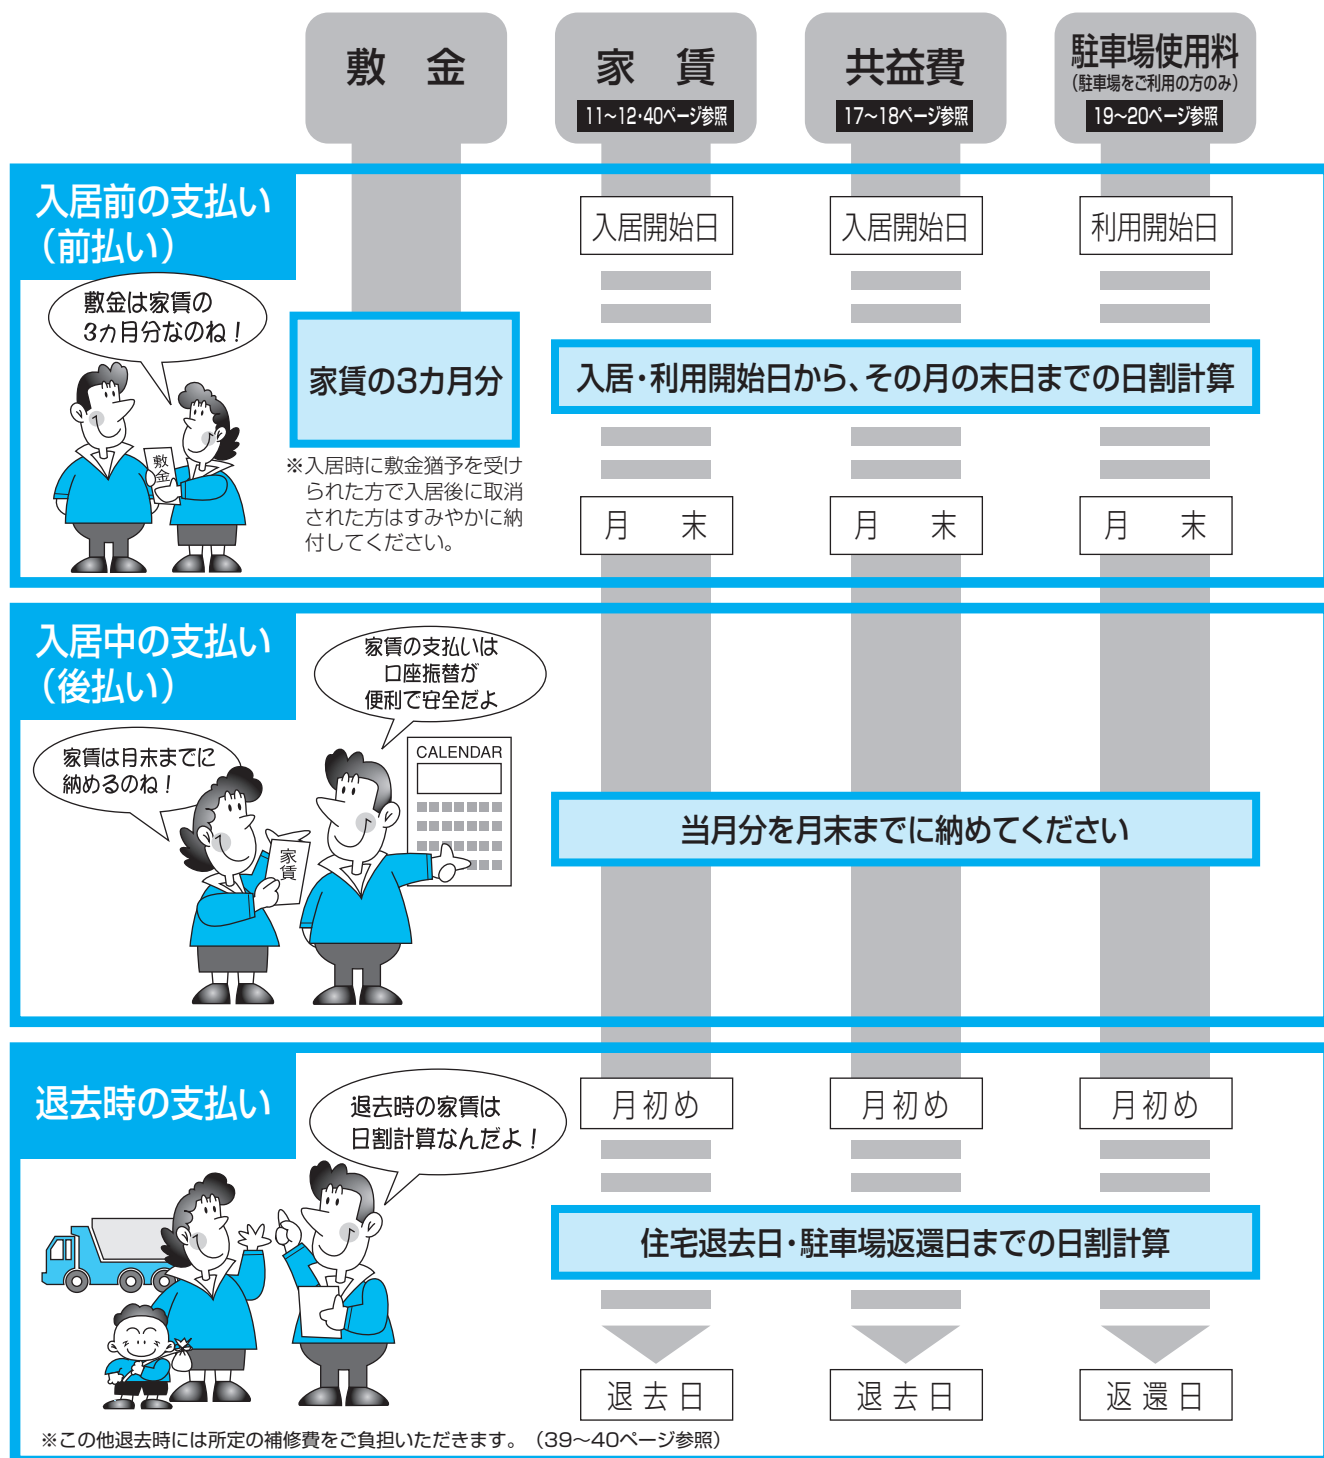 敷　金
家　賃
11〜12・40ページ参照
共益費
17〜18ページ参照
駐車場使用料
（駐車場をご利用の方のみ）
19〜20ページ参照
入居前の支払い
（前払い）
敷金は家賃の
3カ月分なのね！
敷金
家賃の3カ月分
※入居時に敷金猶予を受け
られた方で入居後に取消
された方はすみやかに納
付してください。
入居開始日
入居開始日
利用開始日
入居・利用開始日から、その月の末日までの日割計算
月　末
月　末
月　末
入居中の支払い
（後払い）
家賃の支払いは
口座振替が
便利で安全だよ
家賃は月末までに
納めるのね！
CALENDAR
家賃
当月分を月末までに納めてください
退去時の支払い
退去時の家賃は
日割計算なんだよ！
月初め
月初め
月初め
住宅退去日・駐車場返還日までの日割計算
退去日
退去日
返還日
※この他退去時には所定の補修費をご負担いただきます。（39〜40ページ参照）